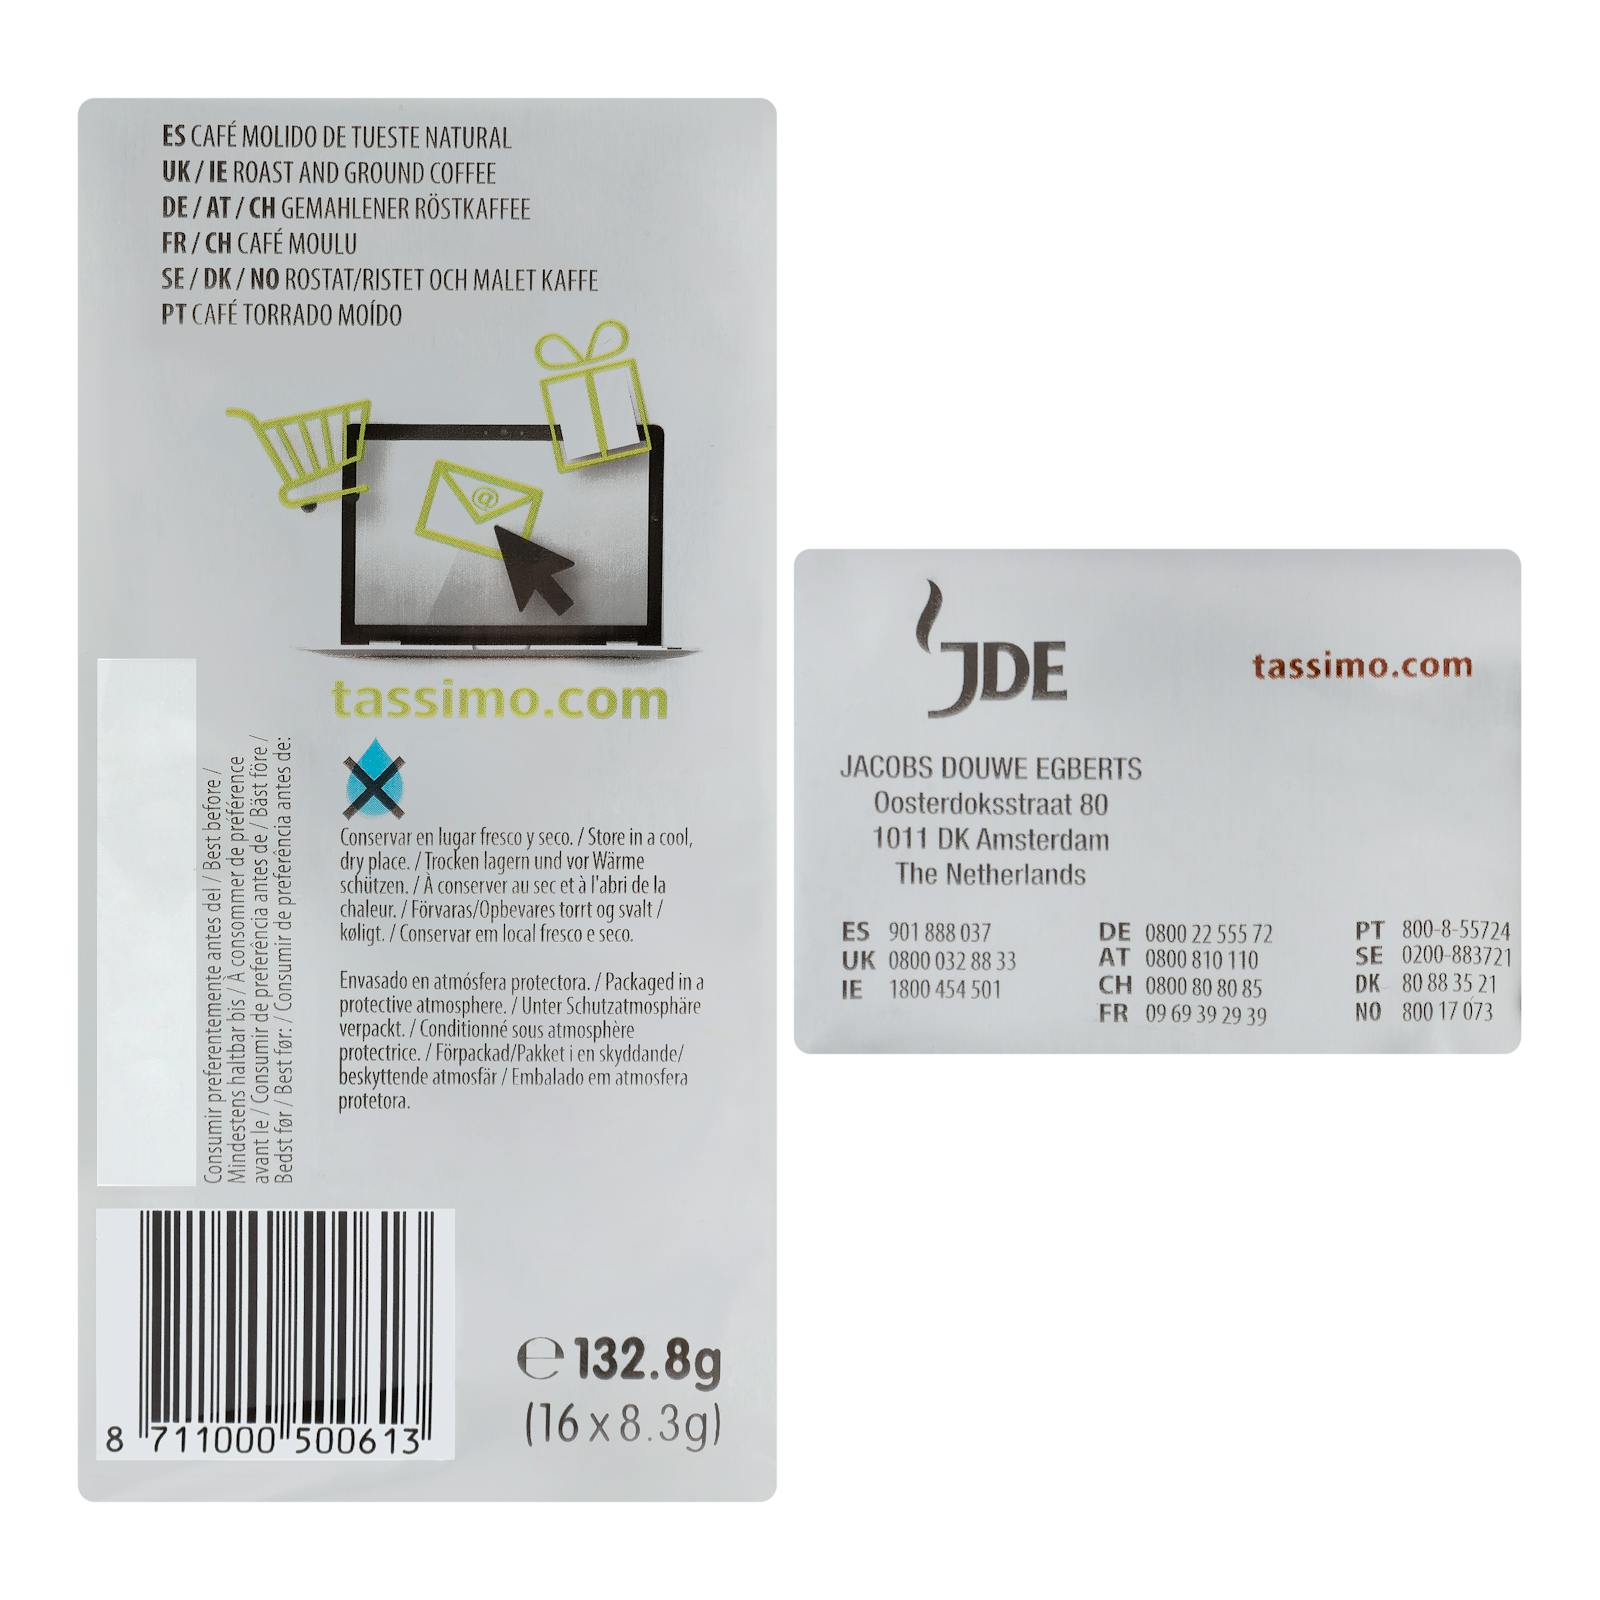 ES CAFÉ MOLIDO DE TUESTE NATURAL
UK / IE ROAST AND GROUND COFFEE
DE / AT / CH GEMAHLENER RÖSTKAFFEE
FR / CH CAFÉ MOULU
SE / DK / NO ROSTAT/RISTET OCH MALET KAFFE
PT CAFÉ TORRADO MOÍDO
@
tassimo.com
Consumir preferentemente antes del / Best before /
Mindestens haltbar bis / À consommer de préférence
avant le / Consumir de preferência antes de / Bäst före /
Bedst før / Best før: / Consumir de preferência antes de:
Conservar en lugar fresco y seco. / Store in a cool,
dry place. / Trocken lagern und vor Wärme
schützen. / À conserver au sec et à l'abri de la
chaleur. / Förvaras/Opbevares torrt og svalt /
køligt. / Conservar em local fresco e seco.
Envasado en atmósfera protectora. / Packaged in a
protective atmosphere. / Unter Schutzatmosphäre
verpackt. / Conditionné sous atmosphère
protectrice. / Förpackad/Pakket i en skyddande/
beskyttende atmosfär / Embalado em atmosfera
protetora.
8 711000 500613
℮ 132.8g
(16 x 8.3g)
JDE
tassimo.com
JACOBS DOUWE EGBERTS
Oosterdoksstraat 80
1011 DK Amsterdam
The Netherlands
ES 901 888 037
UK 0800 032 88 33
IE 1800 454 501
DE 0800 22 555 72
AT 0800 810 110
CH 0800 80 80 85
FR 09 69 39 29 39
PT 800-8-55724
SE 0200-883721
DK 80 88 35 21
NO 800 17 073